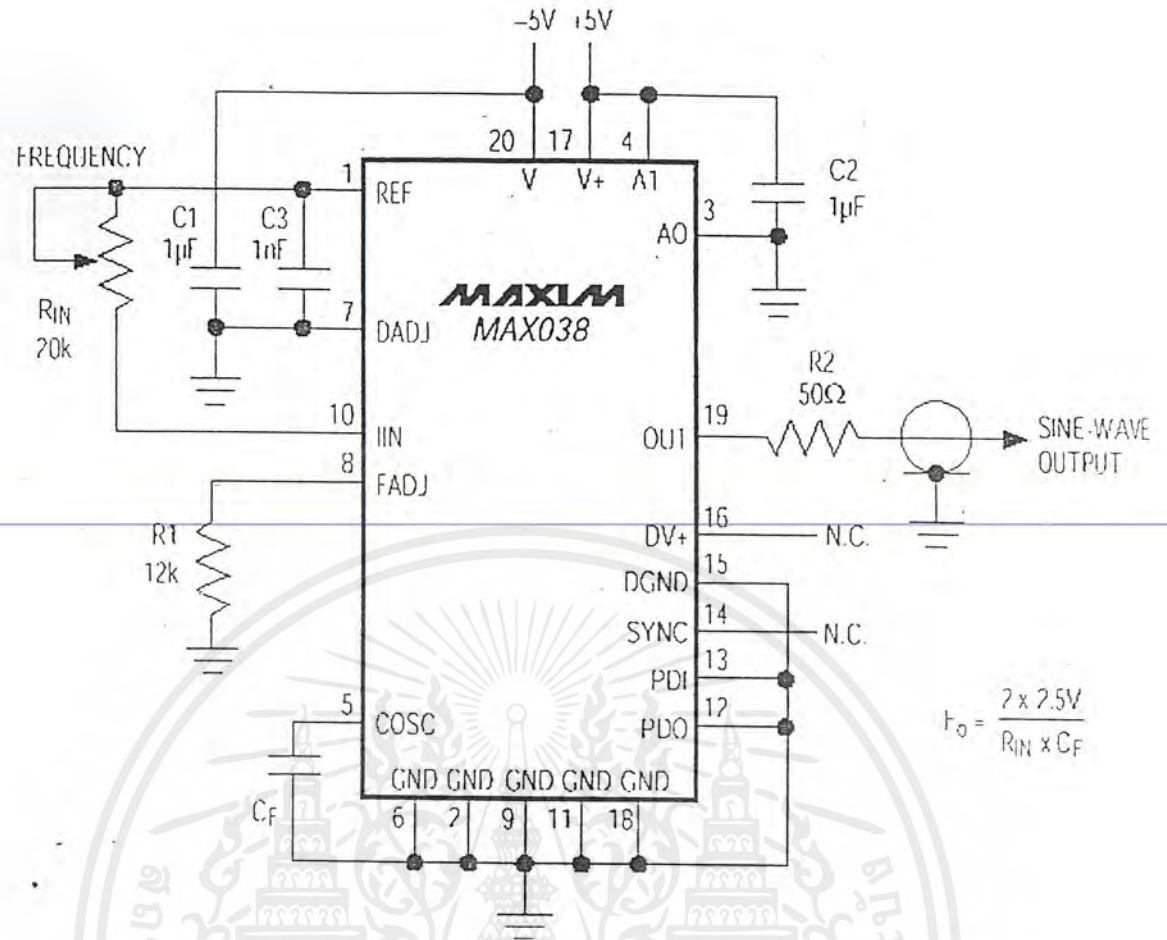 –5V +5V
20 17 4
V V+ A1
FREQUENCY
1
REF
C1
1µF
C3
1nF
C2
1µF
3
A0
RIN
20k
MAXIM
MAX038
7
DADJ
R2
50Ω
10
IIN
19
OUT
SINE-WAVE
OUTPUT
8
FADJ
R1
12k
16
DV+
N.C.
15
DGND
14
SYNC
N.C.
13
PDI
12
PDO
5
COSC
Fo = 2 x 2.5V / RIN x CF
CF
GND GND GND GND GND
6 2 9 11 18